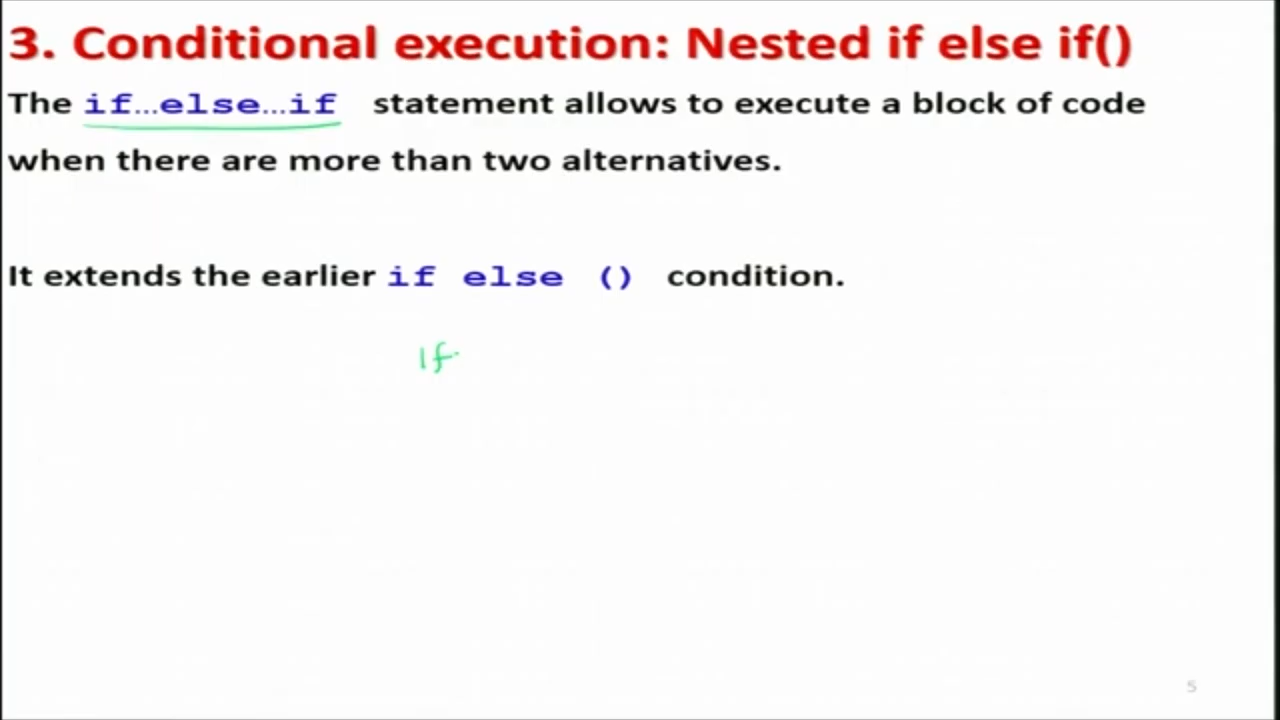 3. Conditional execution: Nested if else if()
The if…else…if statement allows to execute a block of code
when there are more than two alternatives.
It extends the earlier if else () condition.
If
5